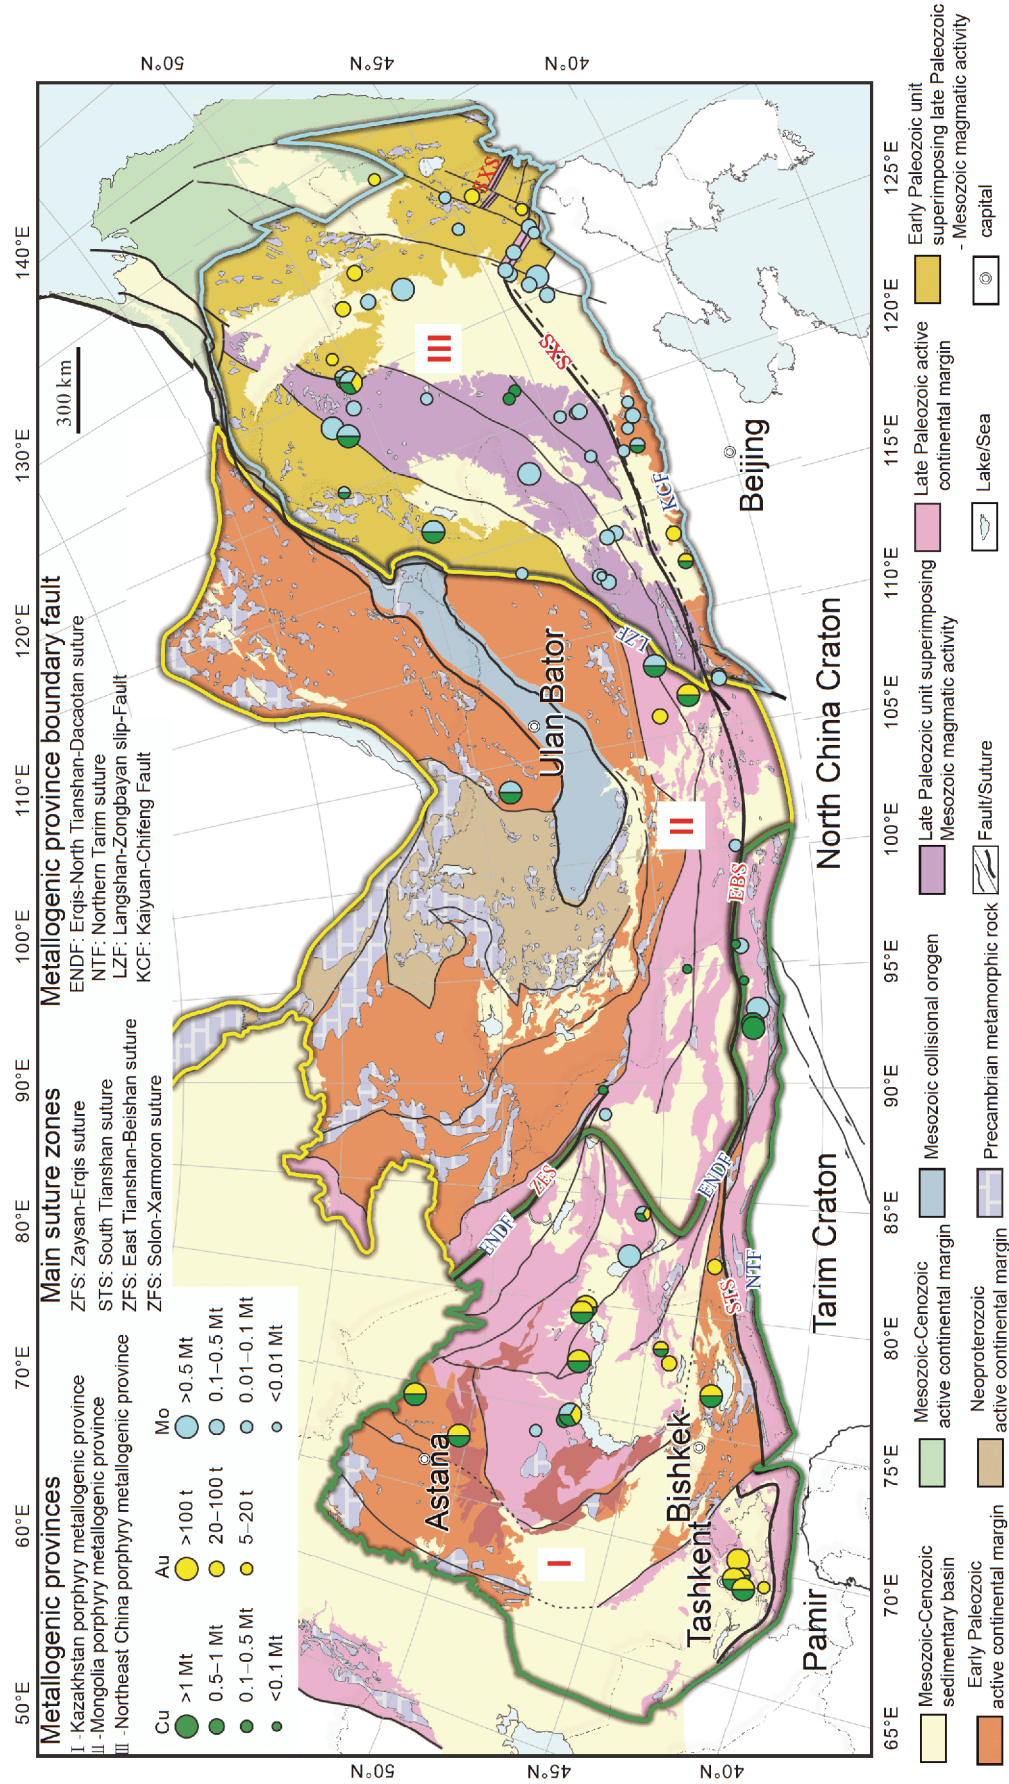 50°E
60°E
70°E
80°E
90°E
100°E
110°E
120°E
130°E
140°E
Metallogenic provinces
I - Kazakhstan porphyry metallogenic province
II - Mongolia porphyry metallogenic province
III - Northeast China porphyry metallogenic province
Cu
Au
Mo
>1 Mt
>100 t
>0.5 Mt
0.5–1 Mt
20–100 t
0.1–0.5 Mt
0.1–0.5 Mt
5–20 t
0.01–0.1 Mt
<0.1 Mt
<0.01 Mt
Main suture zones
ZFS: Zaysan-Erqis suture
STS: South Tianshan suture
ZFS: East Tianshan-Beishan suture
ZFS: Solon-Xarmoron suture
Metallogenic province boundary fault
ENDF: Erqis-North Tianshan-Dacaotan suture
NTF: Northern Tarim suture
LZF: Langshan-Zongbayan slip-Fault
KCF: Kaiyuan-Chifeng Fault
300 km
50°N
45°N
40°N
50°N
45°N
40°N
I
II
III
Astana
Tashkent
Bishkek
Pamir
Tarim Craton
Ulan Bator
North China Craton
Beijing
ENDF
ZES
ENDF
STS
NTF
EBS
LZF
KCF
SXS
SXS
65°E
70°E
75°E
80°E
85°E
90°E
95°E
100°E
105°E
110°E
115°E
120°E
125°E
Mesozoic-Cenozoic
sedimentary basin
Mesozoic-Cenozoic
active continental margin
Mesozoic collisional orogen
Late Paleozoic unit superimposing
Mesozoic magmatic activity
Late Paleozoic active
continental margin
Early Paleozoic unit
superimposing late Paleozoic
- Mesozoic magmatic activity
Early Paleozoic
active continental margin
Neoproterozoic
active continental margin
Precambrian metamorphic rock
Fault/Suture
Lake/Sea
capital